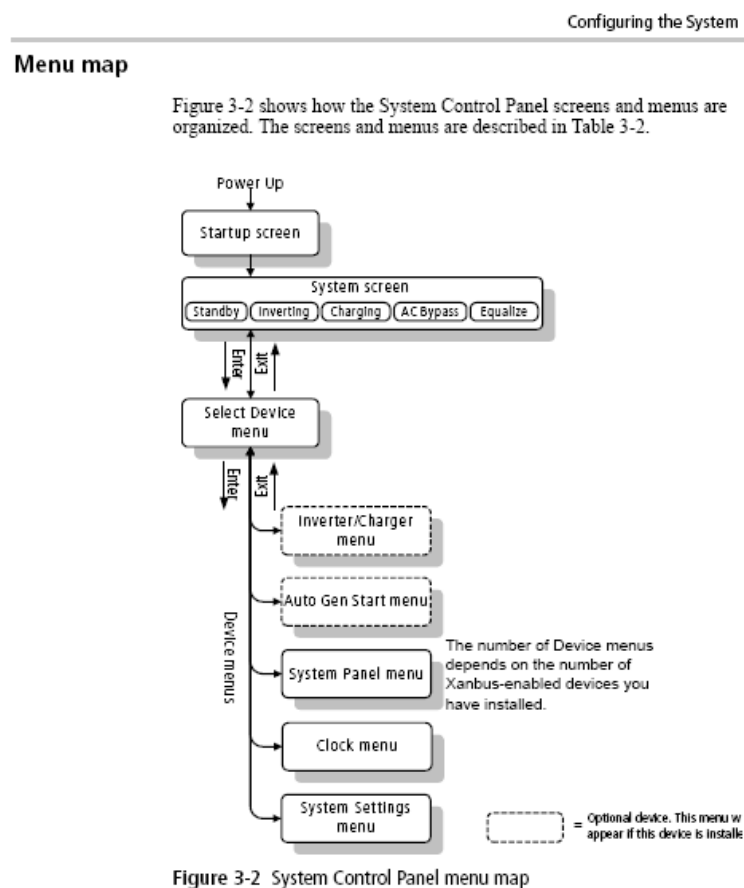 Configuring the System
Menu map
Figure 3-2 shows how the System Control Panel screens and menus are
organized. The screens and menus are described in Table 3-2.
Power Up
Startup screen
System screen
Standby Inverting Charging AC Bypass Equalize
Enter
Exit
Select Device
menu
Enter
Exit
Device menus
Inverter/Charger
menu
Auto Gen Start menu
System Panel menu
The number of Device menus
depends on the number of
Xanbus-enabled devices you
have installed.
Clock menu
System Settings
menu
= Optional device. This menu w
appear if this device is installe
Figure 3-2 System Control Panel menu map